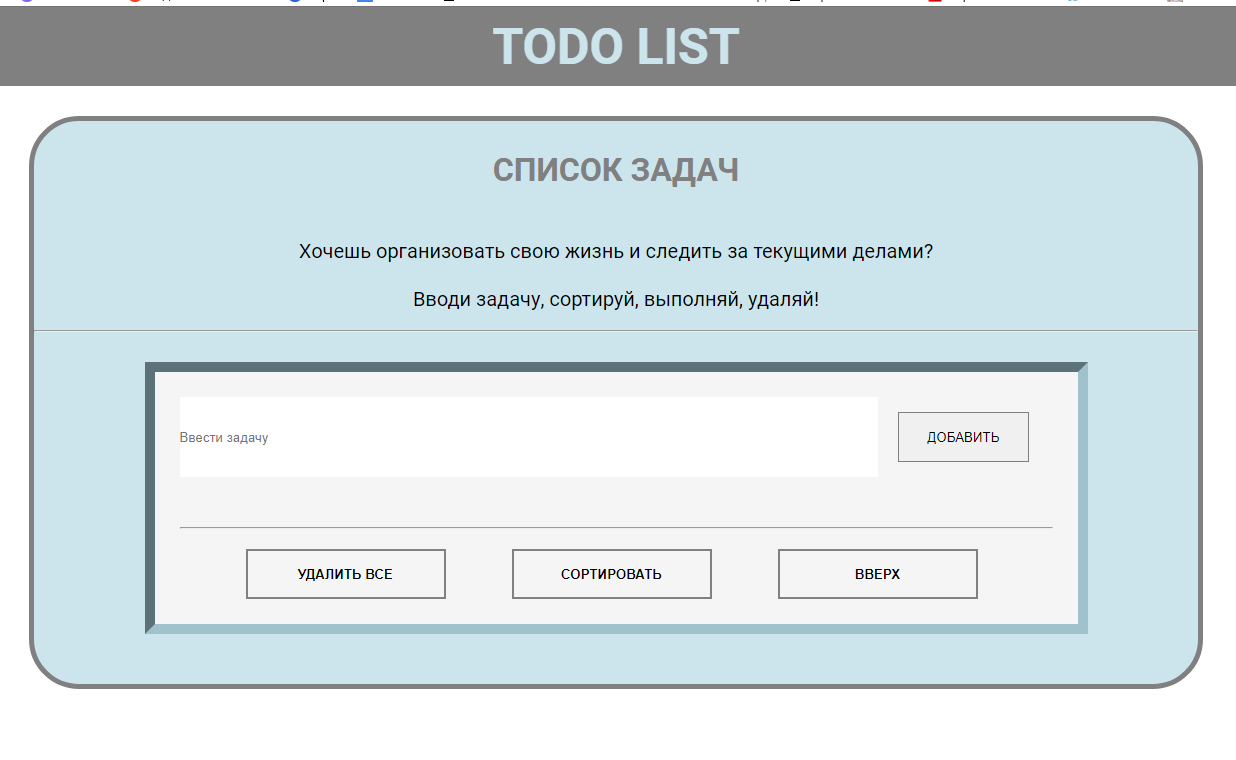 TODO LIST
СПИСОК ЗАДАЧ
Хочешь организовать свою жизнь и следить за текущими делами?
Вводи задачу, сортируй, выполняй, удаляй!
Ввести задачу
ДОБАВИТЬ
УДАЛИТЬ ВСЕ
СОРТИРОВАТЬ
ВВЕРХ